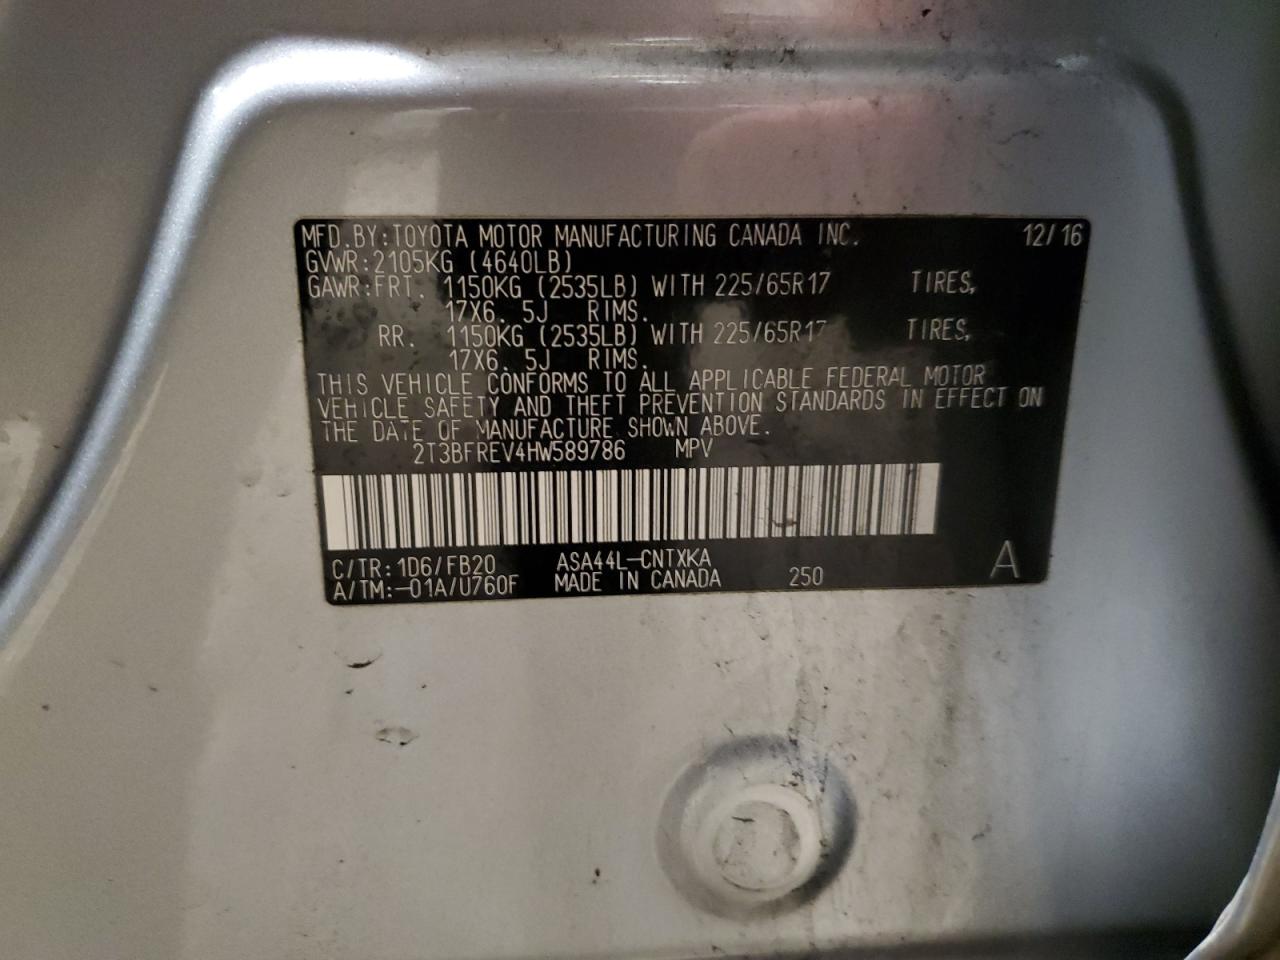 MFD.BY:TOYOTA MOTOR MANUFACTURING CANADA INC. 12/16
GVWR:2105KG (4640LB)
GAWR:FRT. 1150KG (2535LB) WITH 225/65R17 TIRES,
17X6. 5J RIMS.
RR. 1150KG (2535LB) WITH 225/65R17 TIRES,
17X6. 5J RIMS.
THIS VEHICLE CONFORMS TO ALL APPLICABLE FEDERAL MOTOR
VEHICLE SAFETY AND THEFT PREVENTION STANDARDS IN EFFECT ON
THE DATE OF MANUFACTURE SHOWN ABOVE.
2T3BFREV4HW589786 MPV
C/TR:1D6/FB20 ASA44L-CNTXKA
A/TM:-01A/U760F MADE IN CANADA 250 A